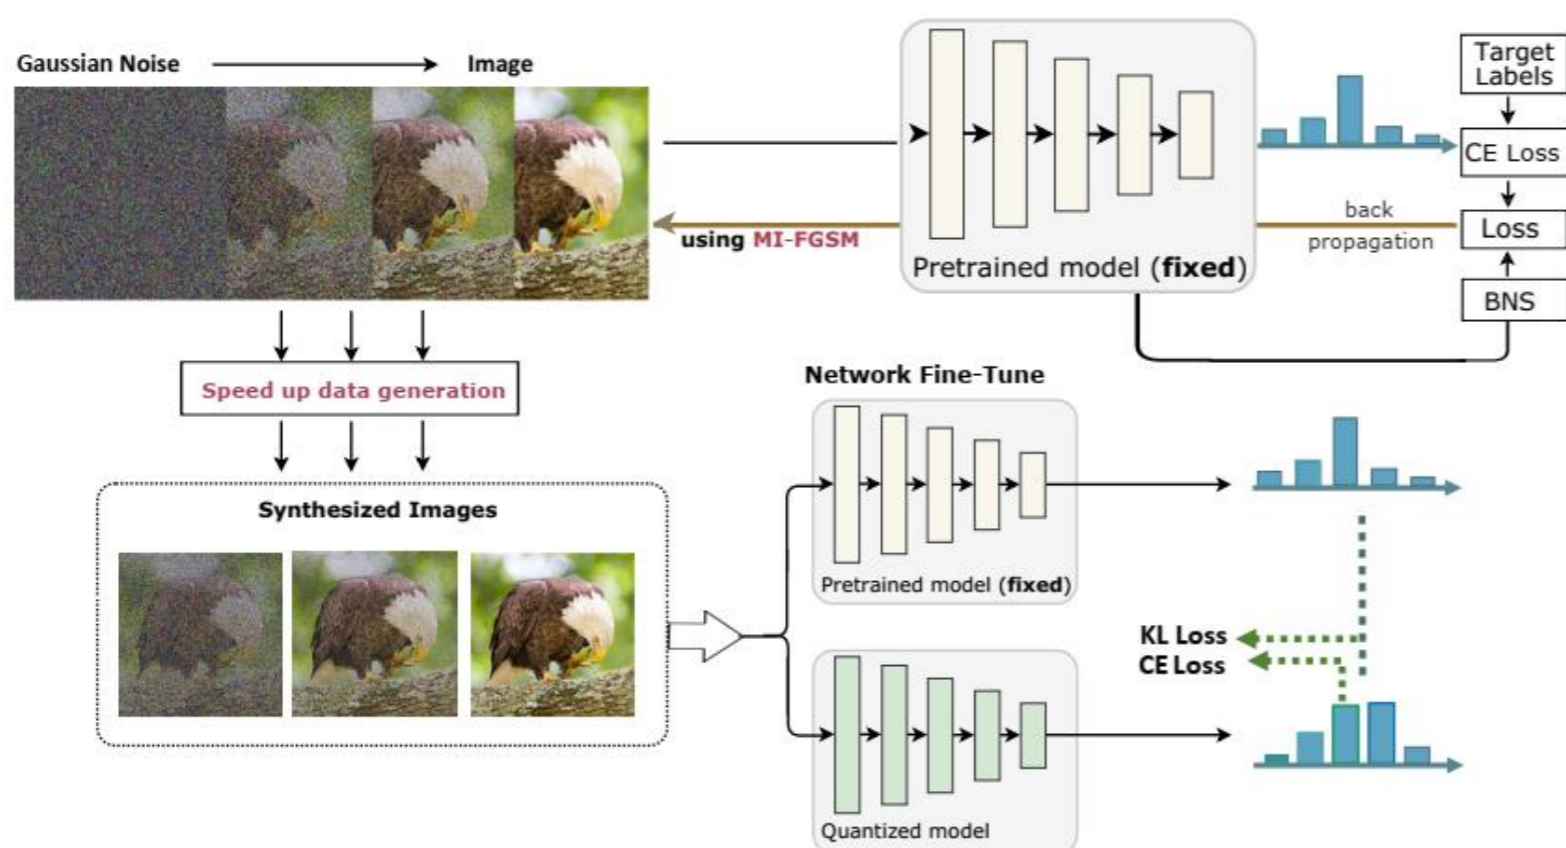 Gaussian Noise
Image
Target
Labels
CE Loss
back
propagation
Loss
using MI-FGSM
Pretrained model (fixed)
BNS
Speed up data generation
Network Fine-Tune
Synthesized Images
Pretrained model (fixed)
KL Loss
CE Loss
Quantized model